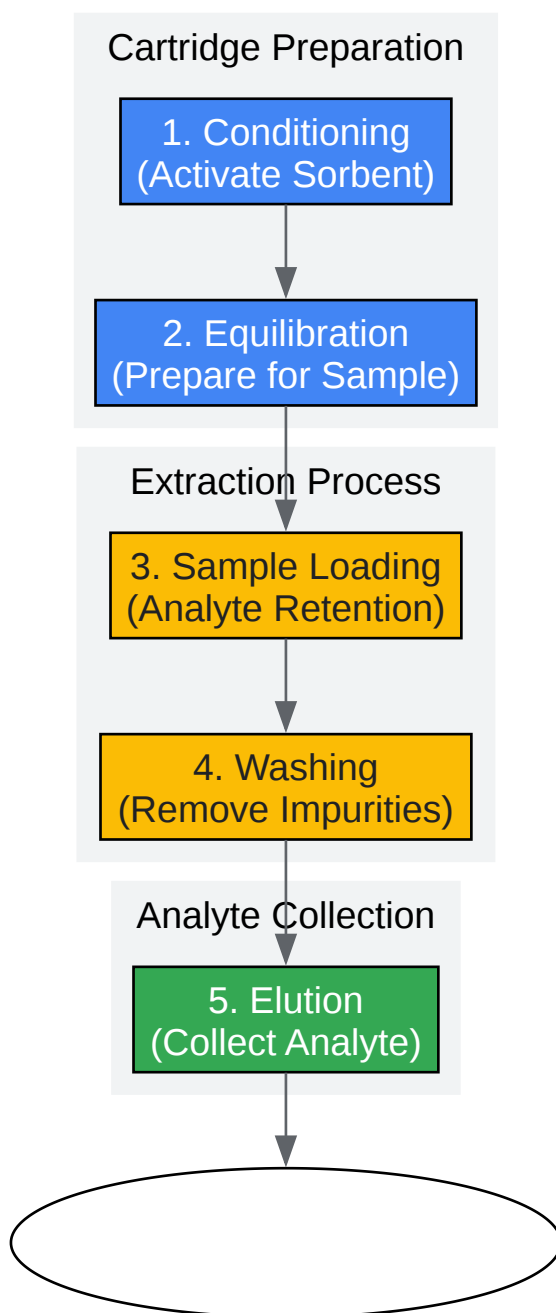 Cartridge Preparation
1. Conditioning
(Activate Sorbent)
2. Equilibration
(Prepare for Sample)
Extraction Process
3. Sample Loading
(Analyte Retention)
4. Washing
(Remove Impurities)
Analyte Collection
5. Elution
(Collect Analyte)